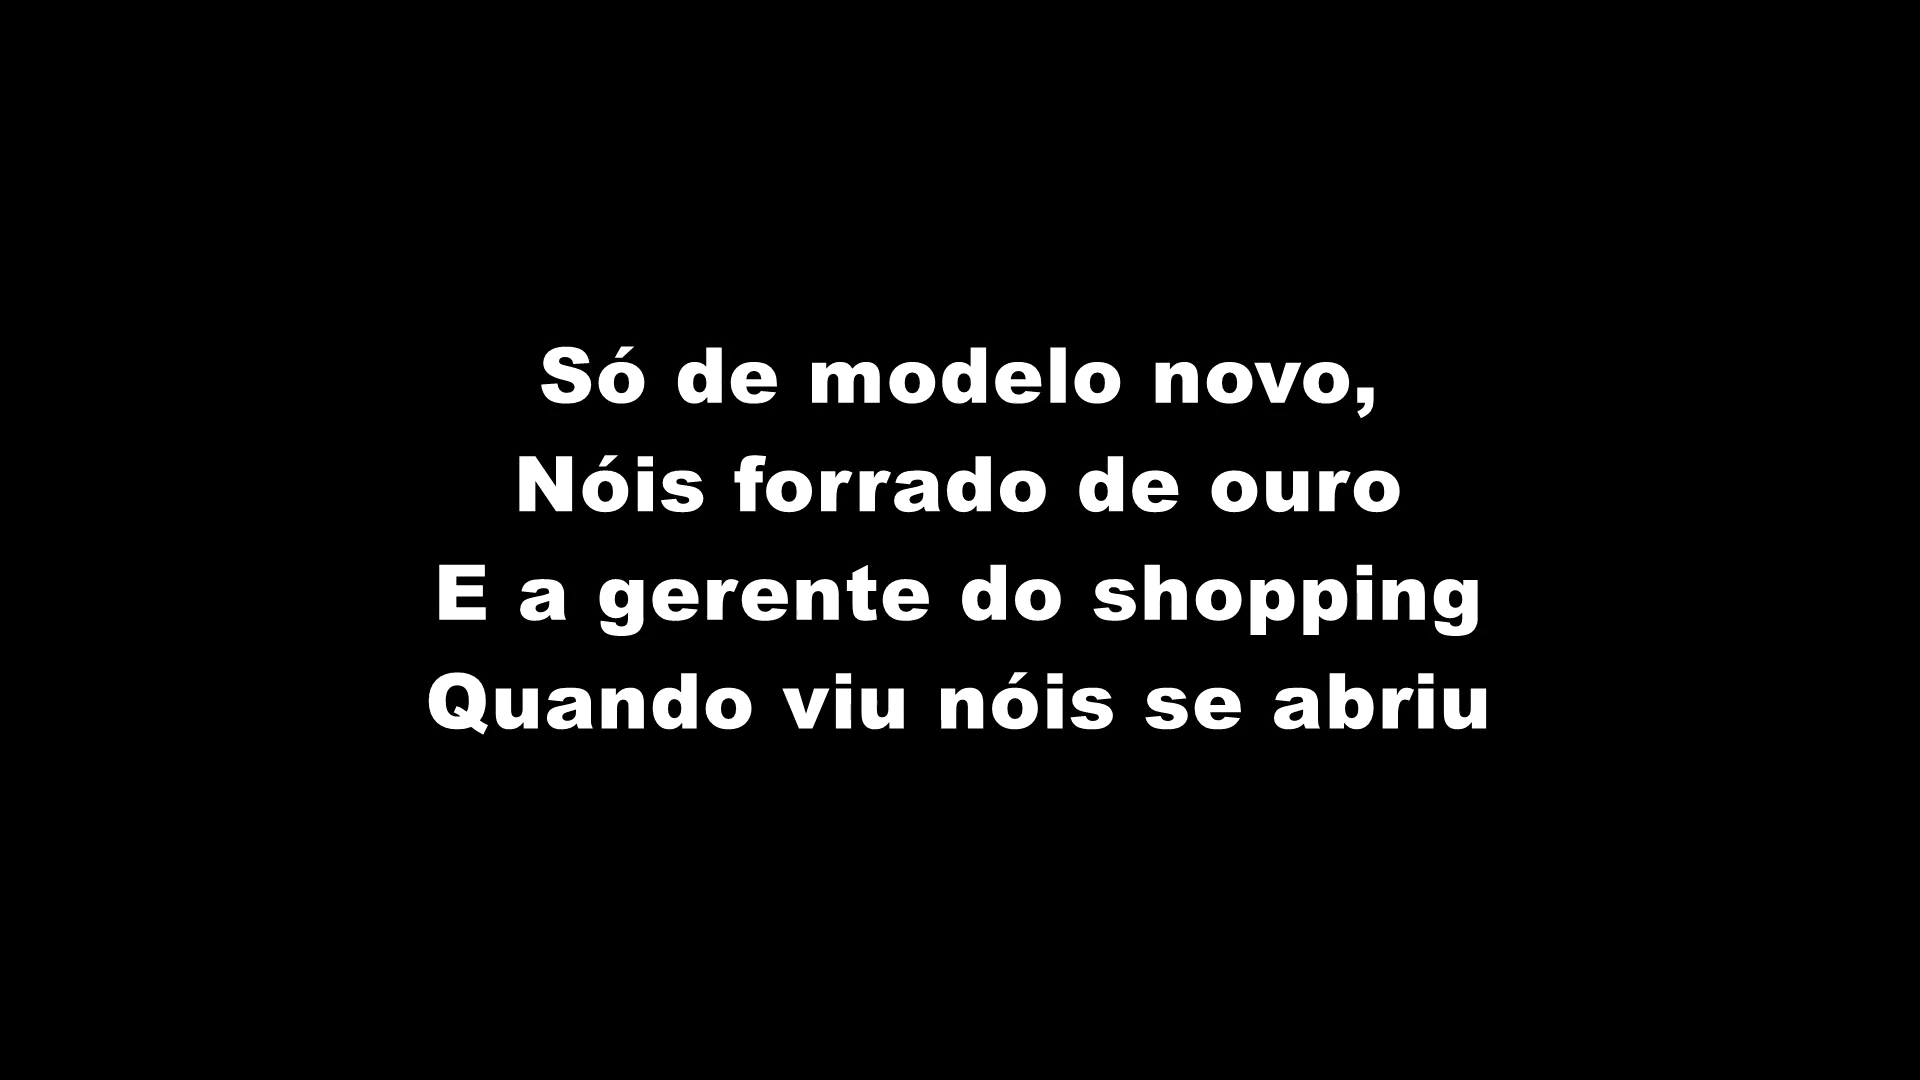 Só de modelo novo,
Nóis forrado de ouro
E a gerente do shopping
Quando viu nóis se abriu